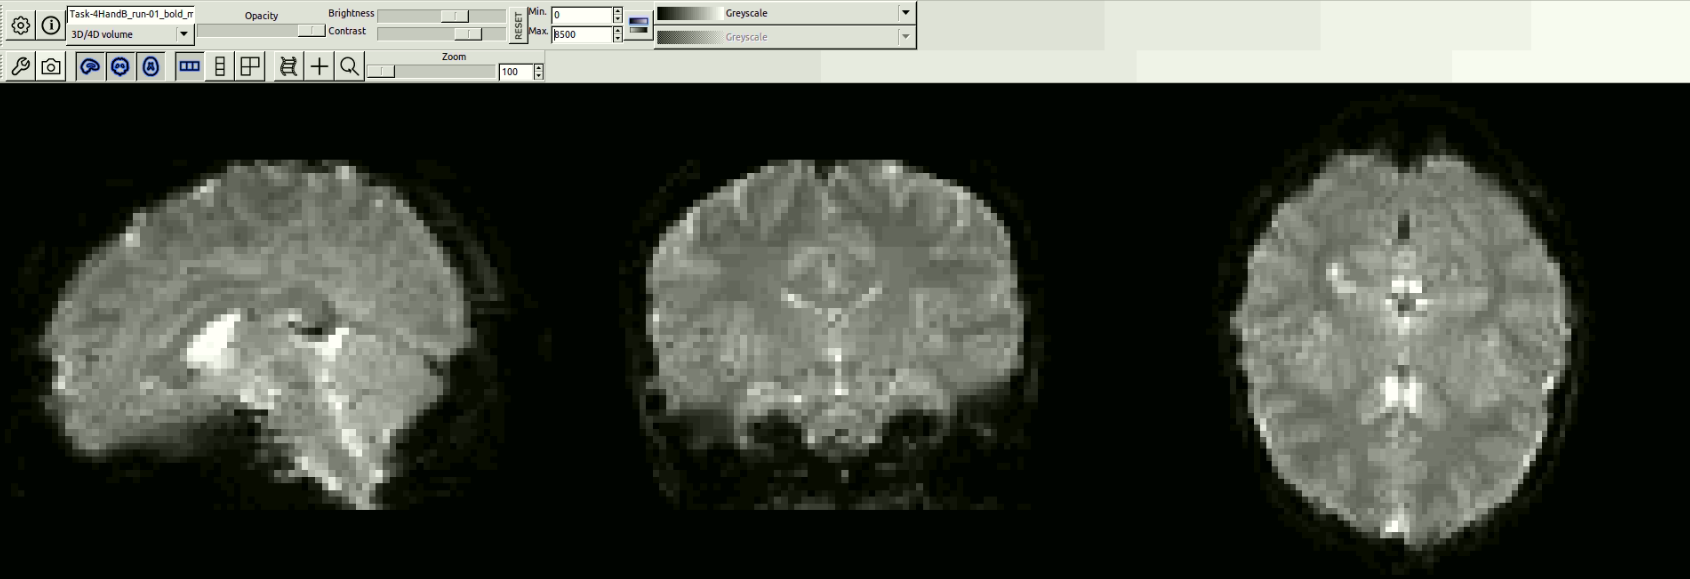 Task-4HandB_run-01_bold_m
3D/4D volume
Opacity
Brightness
Contrast
RESET
Min. 0
Max. 8500
Greyscale
Greyscale
Zoom
100